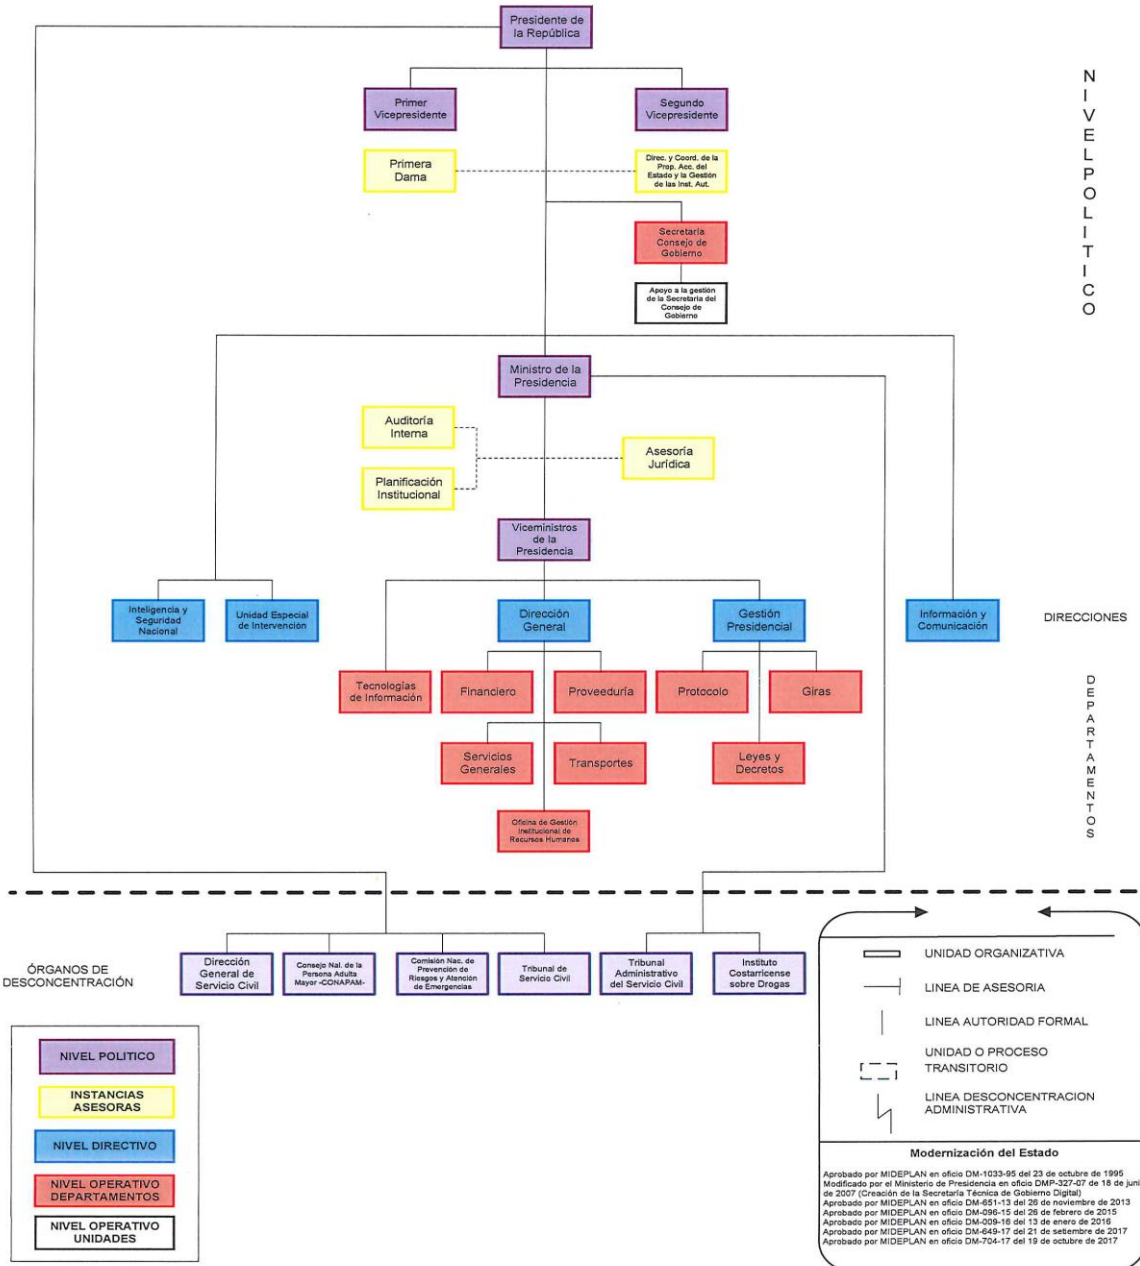 Presidente de
la República
Primer
Vicepresidente
Segundo
Vicepresidente
Primera
Dama
Direc. y Coord. de la
Prop. Acc. del
Estado y la Gestión
de las Inst. Aut.
Secretaría
Consejo de
Gobierno
Apoyo a la gestión
de la Secretaria del
Consejo de
Gobierno
NIVEL POLITICO
Ministro de la
Presidencia
Auditoría
Interna
Planificación
Institucional
Asesoría
Jurídica
Viceministros
de la
Presidencia
Inteligencia y
Seguridad
Nacional
Unidad Especial
de Intervención
Dirección
General
Gestión
Presidencial
Información y
Comunicación
DIRECCIONES
Tecnologías
de Información
Financiero
Proveeduría
Protocolo
Giras
Servicios
Generales
Transportes
Leyes y
Decretos
Oficina de Gestión
Institucional de
Recursos Humanos
DEPARTAMENTOS
ÓRGANOS DE
DESCONCENTRACIÓN
Dirección
General de
Servicio Civil
Consejo Nal. de la
Persona Adulta
Mayor -CONAPAM-
Comisión Nac. de
Prevención de
Riesgos y Atención
de Emergencias
Tribunal de
Servicio Civil
Tribunal
Administrativo
del Servicio Civil
Instituto
Costarricense
sobre Drogas
NIVEL POLITICO
INSTANCIAS
ASESORAS
NIVEL DIRECTIVO
NIVEL OPERATIVO
DEPARTAMENTOS
NIVEL OPERATIVO
UNIDADES
UNIDAD ORGANIZATIVA
LINEA DE ASESORIA
LINEA AUTORIDAD FORMAL
UNIDAD O PROCESO
TRANSITORIO
LINEA DESCONCENTRACION
ADMINISTRATIVA
Modernización del Estado
Aprobado por MIDEPLAN en oficio DM-1033-95 del 23 de octubre de 1995
Modificado por el Ministerio de Presidencia en oficio DMP-327-07 de 18 de juni
de 2007 (Creación de la Secretaría Técnica de Gobierno Digital)
Aprobado por MIDEPLAN en oficio DM-651-13 del 26 de noviembre de 2013
Aprobado por MIDEPLAN en oficio DM-096-15 del 26 de febrero de 2015
Aprobado por MIDEPLAN en oficio DM-009-16 del 13 de enero de 2016
Aprobado por MIDEPLAN en oficio DM-649-17 del 21 de setiembre de 2017
Aprobado por MIDEPLAN en oficio DM-704-17 del 19 de octubre de 2017